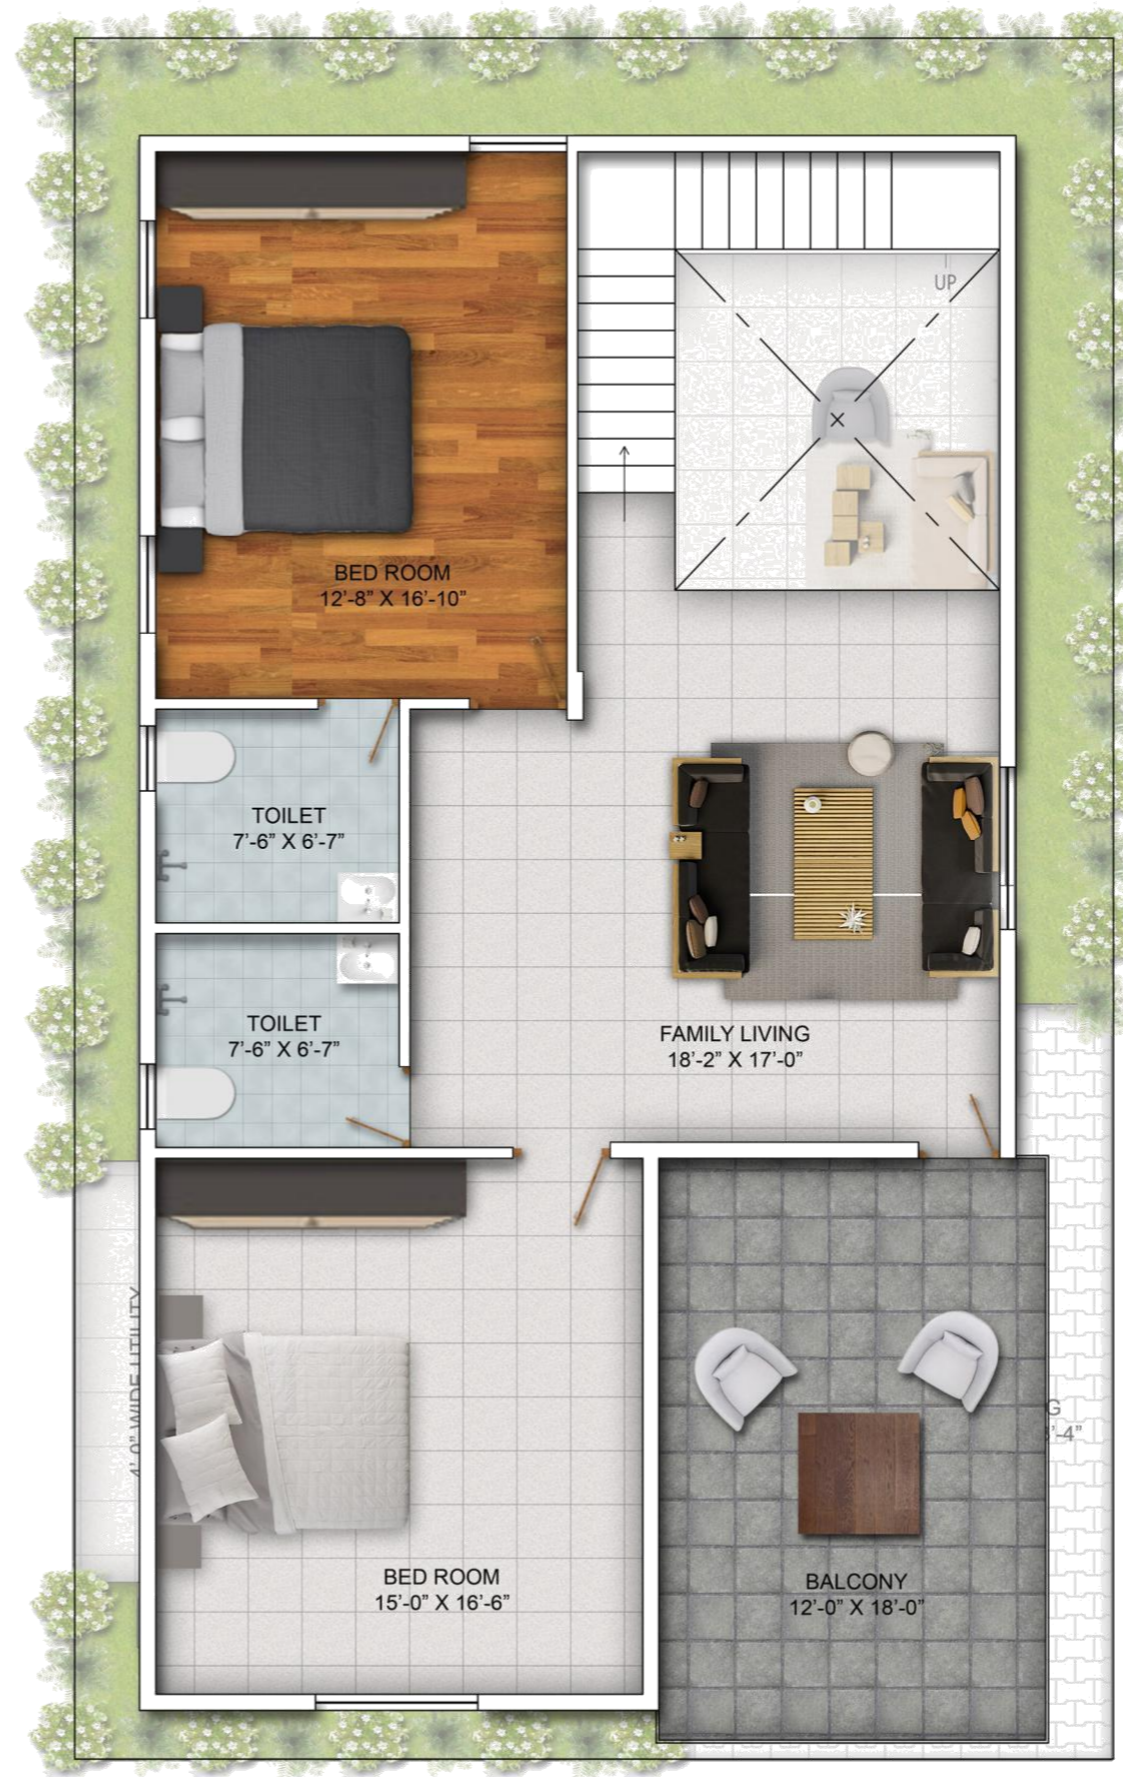 UP
BED ROOM
12’-8” X 16’-10”
TOILET
7’-6” X 6’-7”
TOILET
7’-6” X 6’-7”
FAMILY LIVING
18’-2” X 17’-0”
4’-0” WIDE UTILITY
BED ROOM
15’-0” X 16’-6”
BALCONY
12’-0” X 18’-0”
G
’-4”